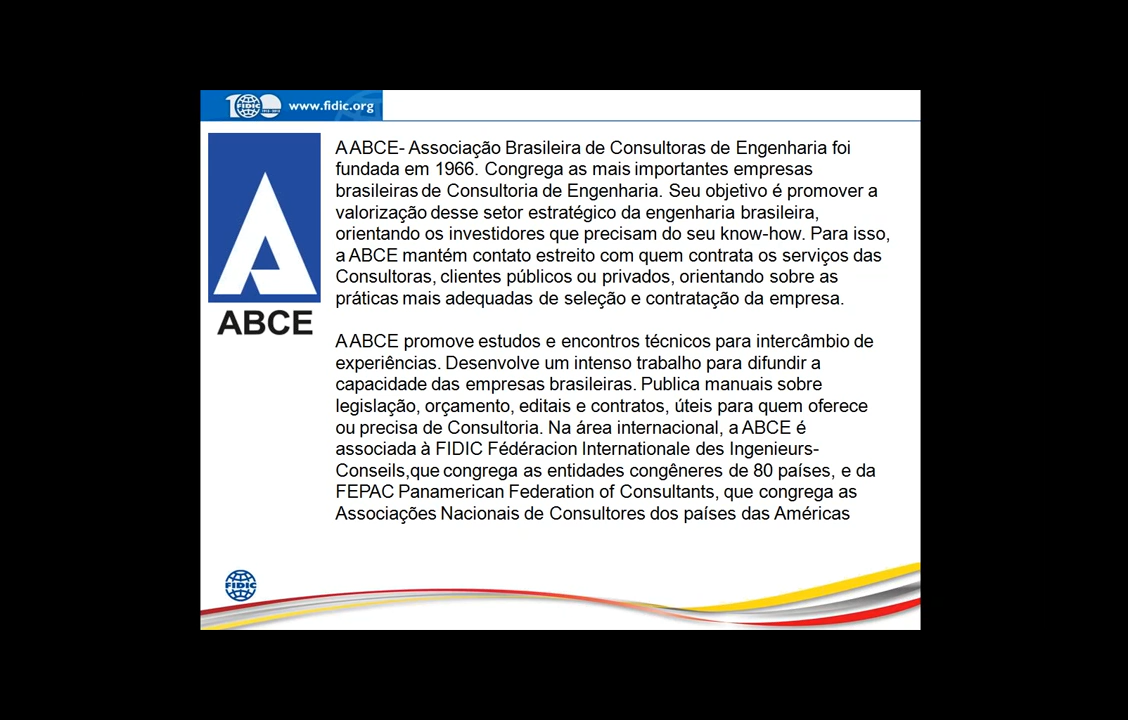 100 FIDIC www.fidic.org
A ABCE- Associação Brasileira de Consultoras de Engenharia foi
fundada em 1966. Congrega as mais importantes empresas
brasileiras de Consultoria de Engenharia. Seu objetivo é promover a
valorização desse setor estratégico da engenharia brasileira,
orientando os investidores que precisam do seu know-how. Para isso,
a ABCE mantém contato estreito com quem contrata os serviços das
Consultoras, clientes públicos ou privados, orientando sobre as
práticas mais adequadas de seleção e contratação da empresa.
ABCE
A ABCE promove estudos e encontros técnicos para intercâmbio de
experiências. Desenvolve um intenso trabalho para difundir a
capacidade das empresas brasileiras. Publica manuais sobre
legislação, orçamento, editais e contratos, úteis para quem oferece
ou precisa de Consultoria. Na área internacional, a ABCE é
associada à FIDIC Fédéracion Internationale des Ingenieurs-
Conseils,que congrega as entidades congêneres de 80 países, e da
FEPAC Panamerican Federation of Consultants, que congrega as
Associações Nacionais de Consultores dos países das Américas
FIDIC